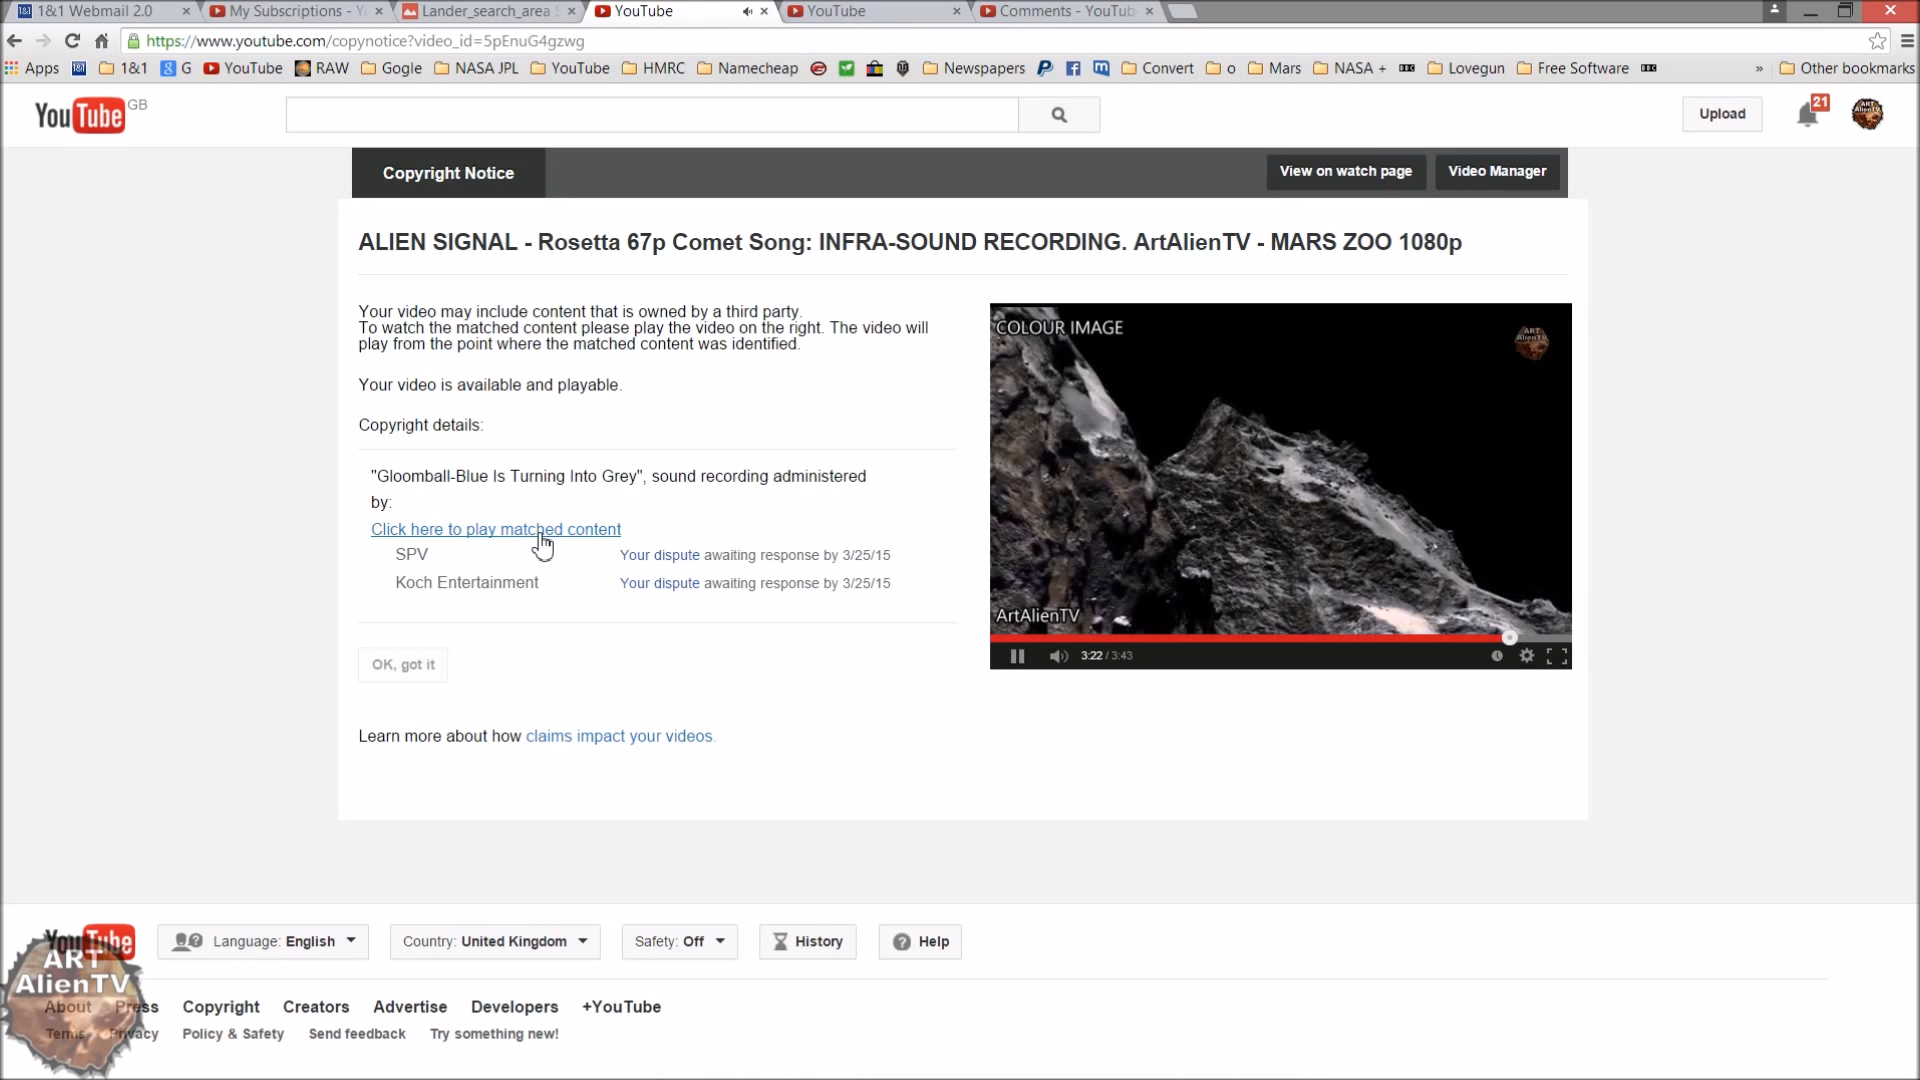 1&1 Webmail 2.0
My Subscriptions - Y
Lander_search_area
YouTube
YouTube
Comments - YouTub
https://www.youtube.com/copynotice?video_id=5pEnuG4gzwg
Apps
1&1
G
YouTube
RAW
Gogle
NASA JPL
YouTube
HMRC
Namecheap
Newspapers
Convert
o
Mars
NASA +
Lovegun
Free Software
» Other bookmarks
YouTube GB
Upload
21
Copyright Notice
View on watch page
Video Manager
ALIEN SIGNAL - Rosetta 67p Comet Song: INFRA-SOUND RECORDING. ArtAlienTV - MARS ZOO 1080p
Your video may include content that is owned by a third party.
To watch the matched content please play the video on the right. The video will
play from the point where the matched content was identified.
Your video is available and playable.
Copyright details:
"Gloomball-Blue Is Turning Into Grey", sound recording administered
by:
Click here to play matched content
SPV Your dispute awaiting response by 3/25/15
Koch Entertainment Your dispute awaiting response by 3/25/15
OK, got it
Learn more about how claims impact your videos.
COLOUR IMAGE
ART
AlienTV
ArtAlienTV
3:22 / 3:43
YouTube
Language: English
Country: United Kingdom
Safety: Off
History
Help
ART
AlienTV
About Press Copyright Creators Advertise Developers +YouTube
Terms Privacy Policy & Safety Send feedback Try something new!